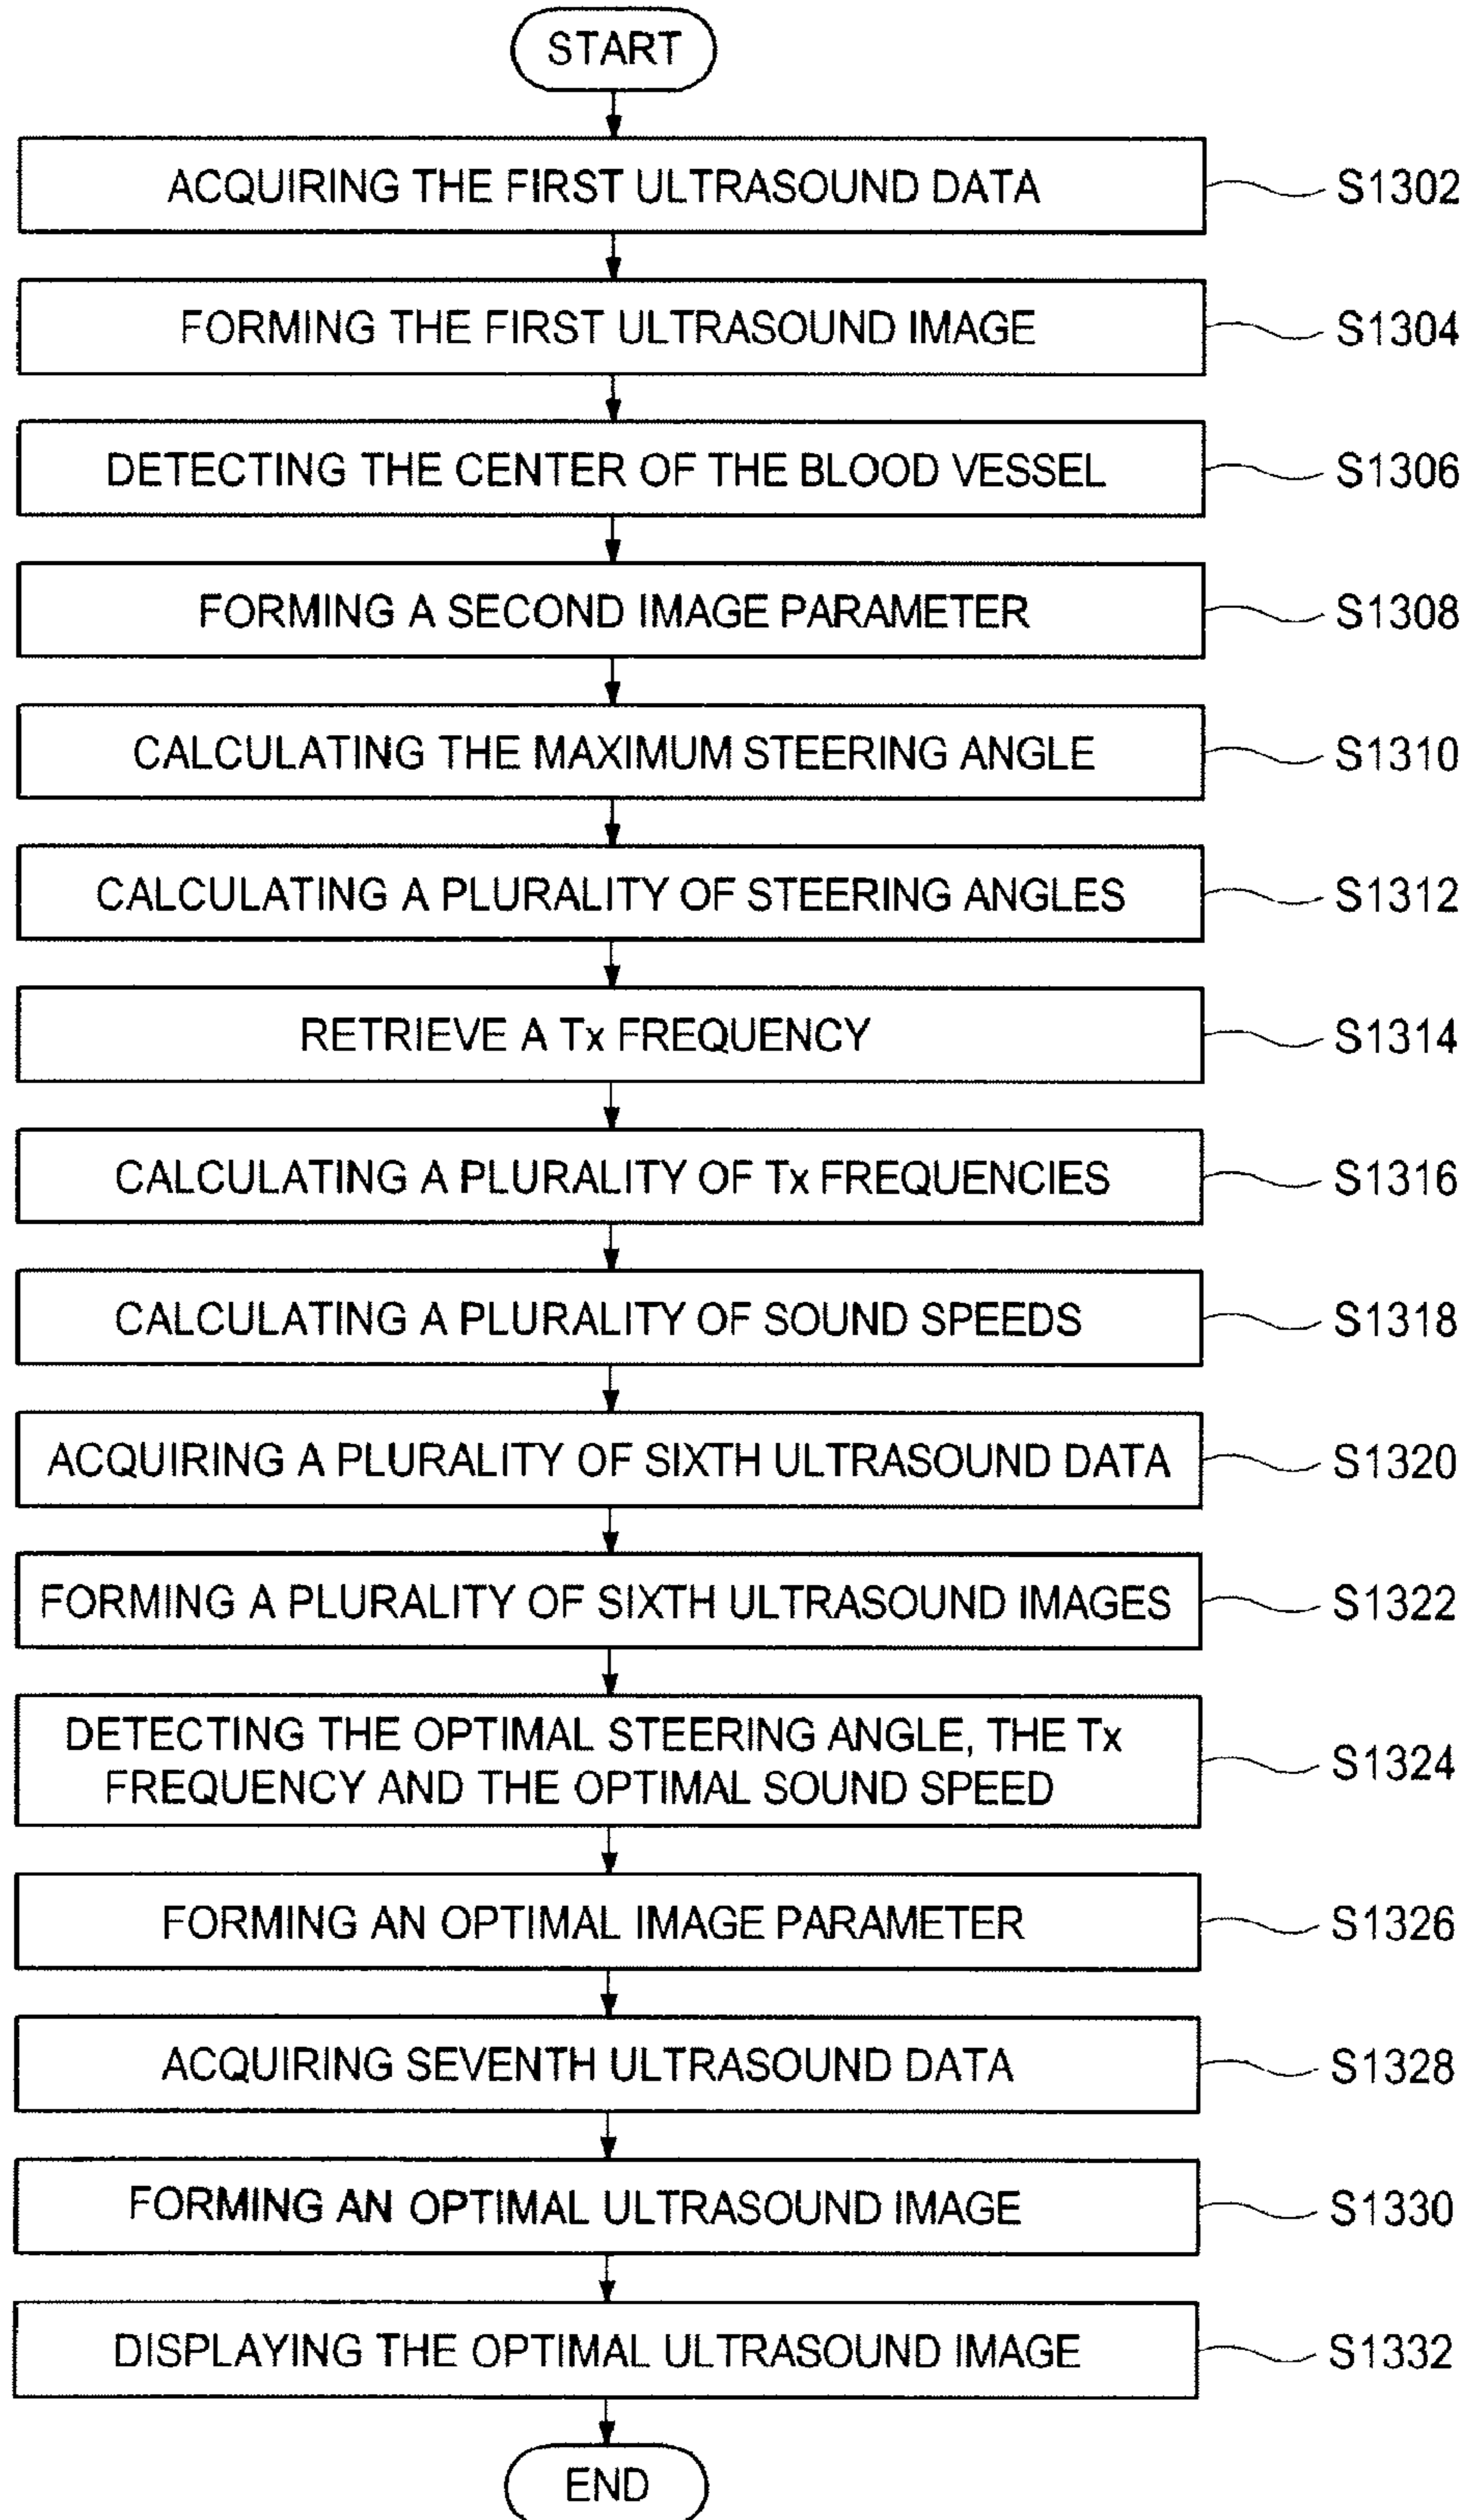 START
ACQUIRING THE FIRST ULTRASOUND DATA S1302
FORMING THE FIRST ULTRASOUND IMAGE S1304
DETECTING THE CENTER OF THE BLOOD VESSEL S1306
FORMING A SECOND IMAGE PARAMETER S1308
CALCULATING THE MAXIMUM STEERING ANGLE S1310
CALCULATING A PLURALITY OF STEERING ANGLES S1312
RETRIEVE A Tx FREQUENCY S1314
CALCULATING A PLURALITY OF Tx FREQUENCIES S1316
CALCULATING A PLURALITY OF SOUND SPEEDS S1318
ACQUIRING A PLURALITY OF SIXTH ULTRASOUND DATA S1320
FORMING A PLURALITY OF SIXTH ULTRASOUND IMAGES S1322
DETECTING THE OPTIMAL STEERING ANGLE, THE Tx
FREQUENCY AND THE OPTIMAL SOUND SPEED S1324
FORMING AN OPTIMAL IMAGE PARAMETER S1326
ACQUIRING SEVENTH ULTRASOUND DATA S1328
FORMING AN OPTIMAL ULTRASOUND IMAGE S1330
DISPLAYING THE OPTIMAL ULTRASOUND IMAGE S1332
END